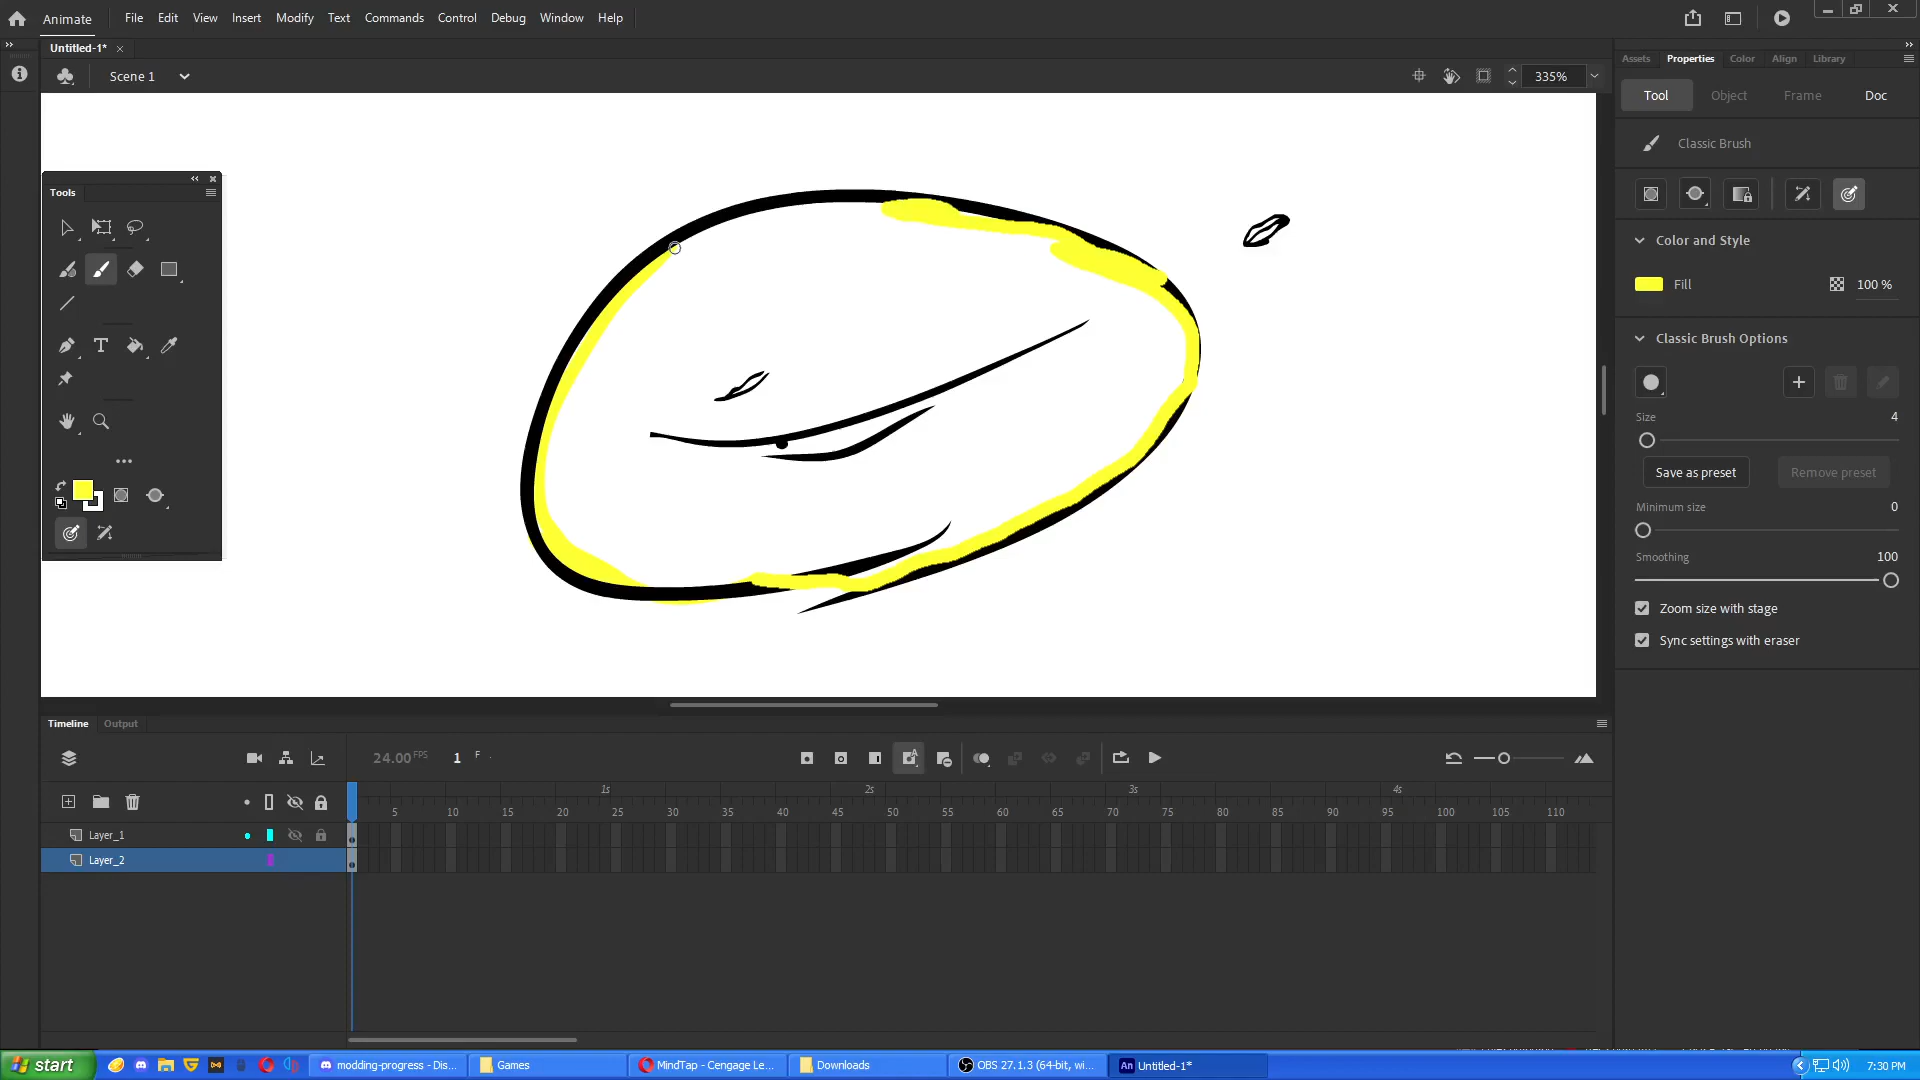 Animate File Edit View Insert Modify Text Commands Control Debug Window Help
Untitled-1*
Scene 1
335%
Assets Properties Color Align Library
Tool Object Frame Doc
Classic Brush
Color and Style
Fill 100 %
Classic Brush Options
Size 4
Save as preset Remove preset
Minimum size 0
Smoothing 100
Zoom size with stage
Sync settings with eraser
Tools
T
Timeline Output
24.00 FPS 1 F
1s 2s 3s 4s
5 10 15 20 25 30 35 40 45 50 55 60 65 70 75 80 85 90 95 100 105 110
Layer_1
Layer_2
start modding-progress - Dis... Games MindTap - Cengage Le... Downloads OBS 27.1.3 (64-bit, wi... An Untitled-1* 7:30 PM